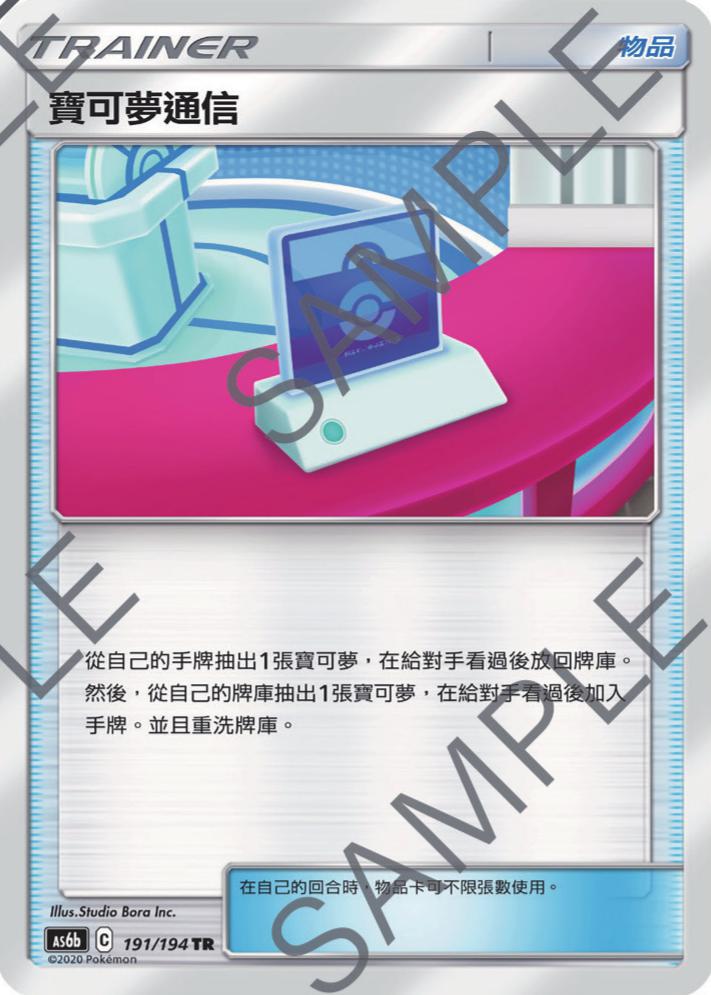 TRAINER
物品
寶可夢通信
從自己的手牌抽出1張寶可夢，在給對手看過後放回牌庫。
然後，從自己的牌庫抽出1張寶可夢，在給對手看過後加入
手牌。並且重洗牌庫。
在自己的回合時，物品卡可不限張數使用。
Illus.Studio Bora Inc.
AS6b C 191/194 TR
©2020 Pokémon
SAMPLE
SAMPLE
LE